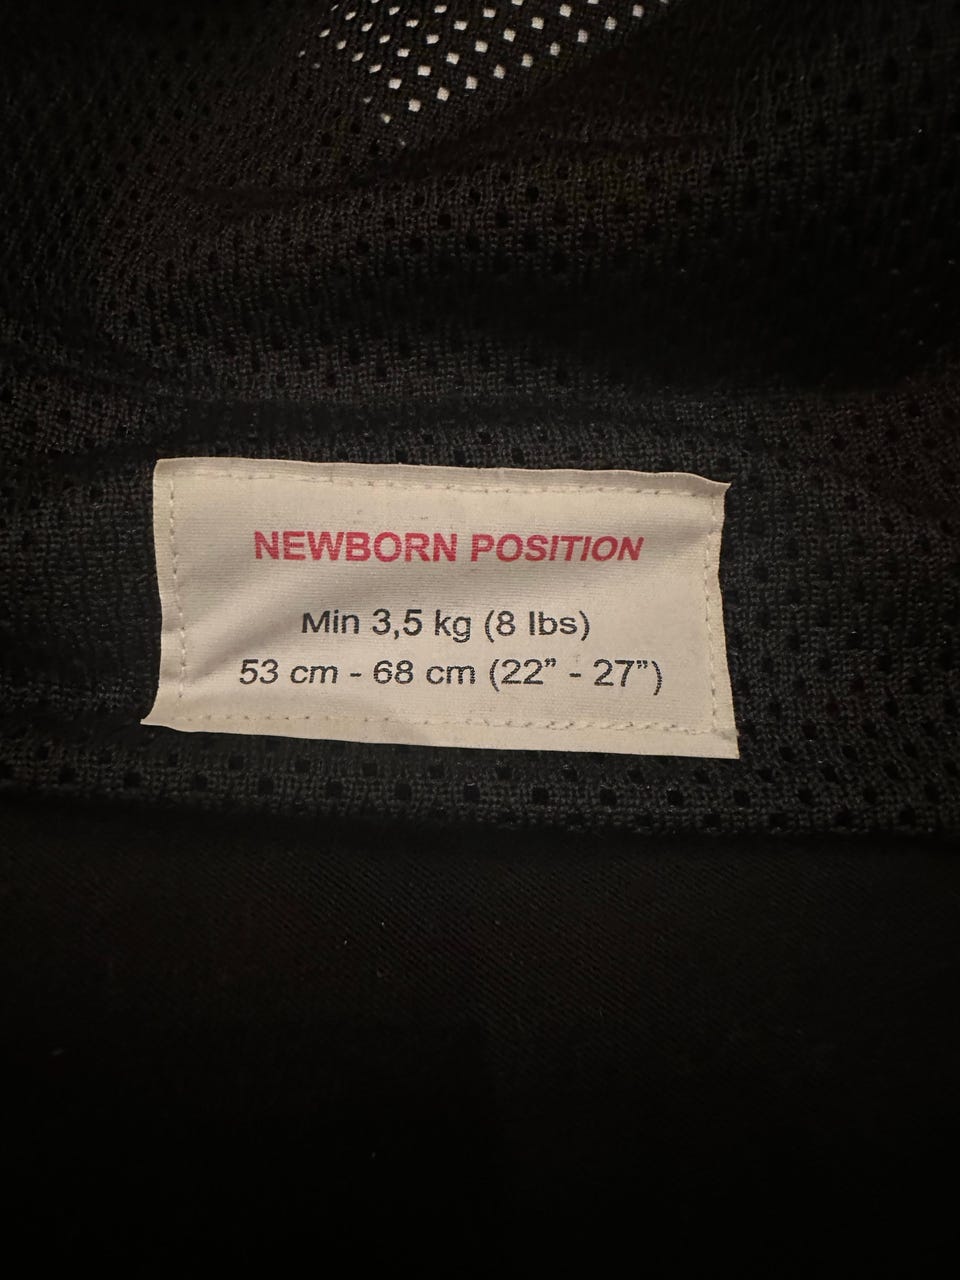 NEWBORN POSITION
Min 3,5 kg (8 lbs)
53 cm - 68 cm (22” - 27”)